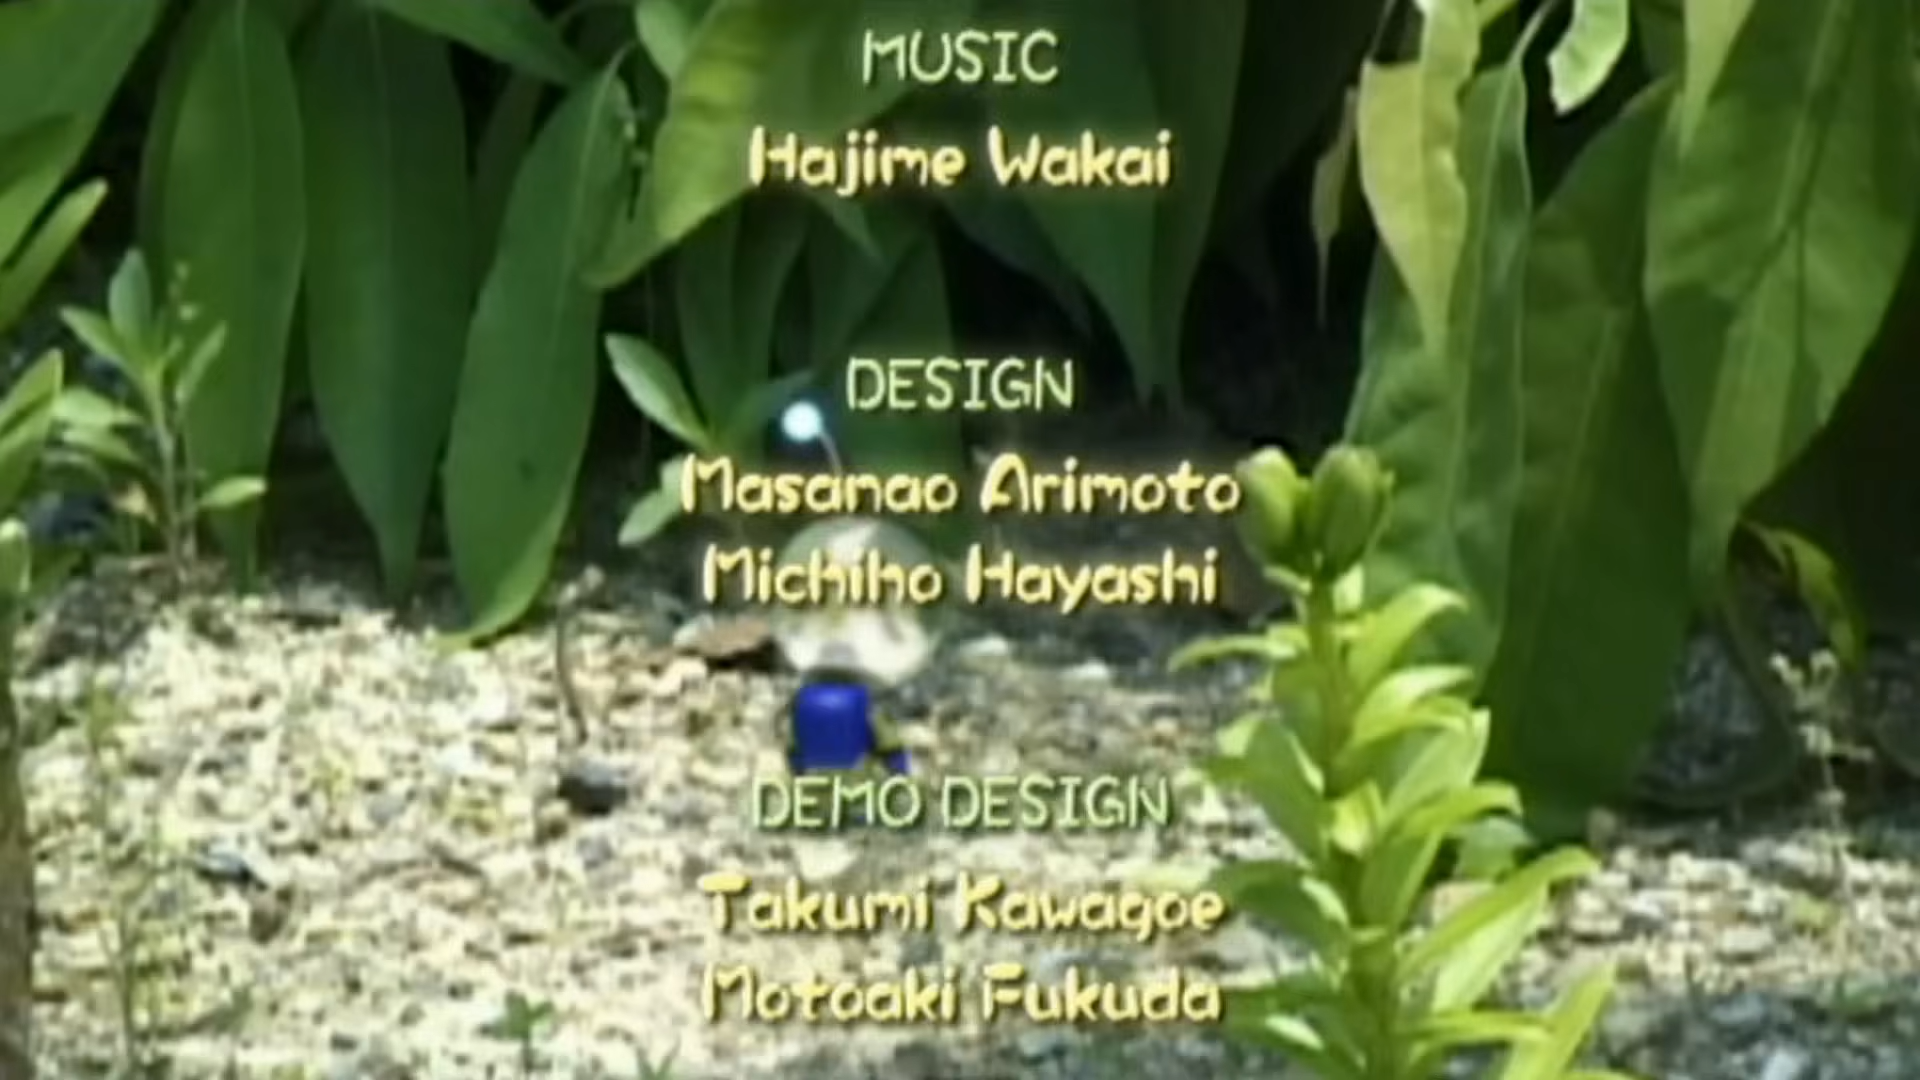 MUSIC
Hajime Wakai
DESIGN
Masanao Arimoto
Michiho Hayashi
DEMO DESIGN
Takumi Kawagoe
Motoaki Fukuda